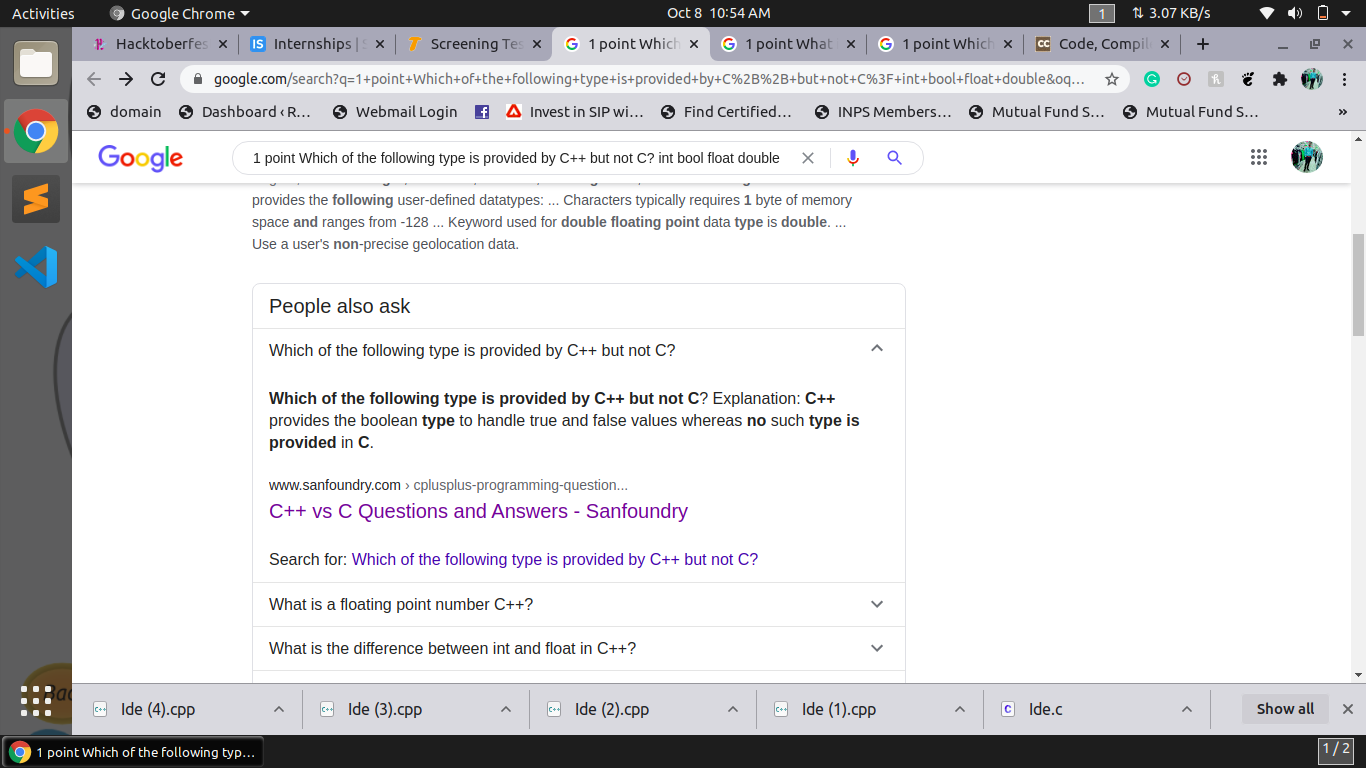 Activities
Google Chrome
Oct 8 10:54 AM
1
3.07 KB/s
Hacktoberfes
Internships | S
Screening Tes
1 point Which
1 point What
1 point Which
Code, Compil
google.com/search?q=1+point+Which+of+the+following+type+is+provided+by+C%2B%2B+but+not+C%3F+int+bool+float+double&oq...
domain
Dashboard ‹ R...
Webmail Login
Invest in SIP wi...
Find Certified...
INPS Members...
Mutual Fund S...
Mutual Fund S...
»
Google
1 point Which of the following type is provided by C++ but not C? int bool float double
provides the following user-defined datatypes: ... Characters typically requires 1 byte of memory
space and ranges from -128 ... Keyword used for double floating point data type is double. ...
Use a user's non-precise geolocation data.
People also ask
Which of the following type is provided by C++ but not C?
Which of the following type is provided by C++ but not C? Explanation: C++
provides the boolean type to handle true and false values whereas no such type is
provided in C.
www.sanfoundry.com › cplusplus-programming-question...
C++ vs C Questions and Answers - Sanfoundry
Search for: Which of the following type is provided by C++ but not C?
What is a floating point number C++?
What is the difference between int and float in C++?
Ide (4).cpp
Ide (3).cpp
Ide (2).cpp
Ide (1).cpp
Ide.c
Show all
1 point Which of the following typ...
1 / 2